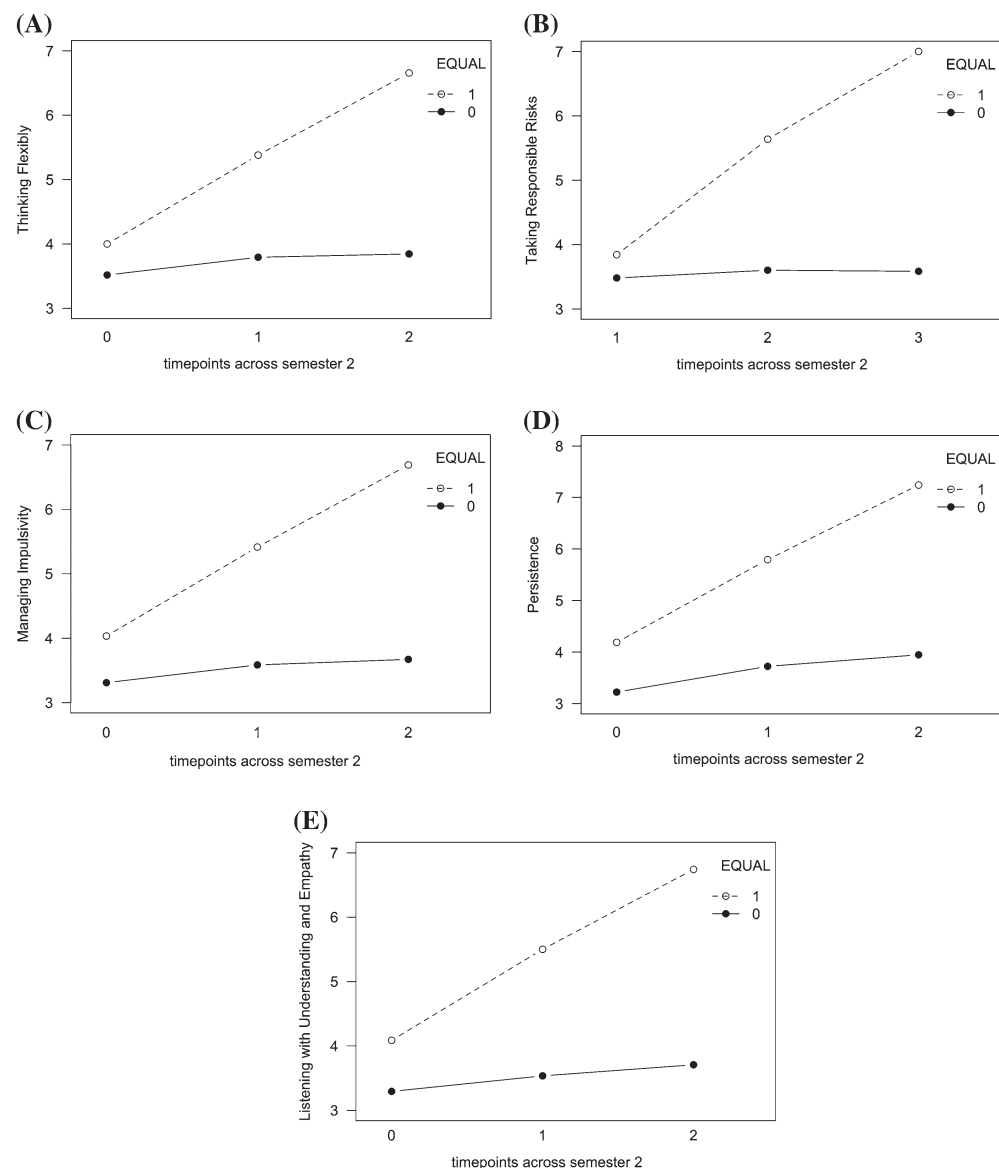 (A)
Thinking Flexibly
7
6
5
4
3
EQUAL
1
0
0 1 2
timepoints across semester 2
(B)
Taking Responsible Risks
7
6
5
4
3
EQUAL
1
0
1 2 3
timepoints across semester 2
(C)
Managing Impulsivity
7
6
5
4
3
EQUAL
1
0
0 1 2
timepoints across semester 2
(D)
Persistence
8
7
6
5
4
3
EQUAL
1
0
0 1 2
timepoints across semester 2
(E)
Listening with Understanding and Empathy
7
6
5
4
3
EQUAL
1
0
0 1 2
timepoints across semester 2